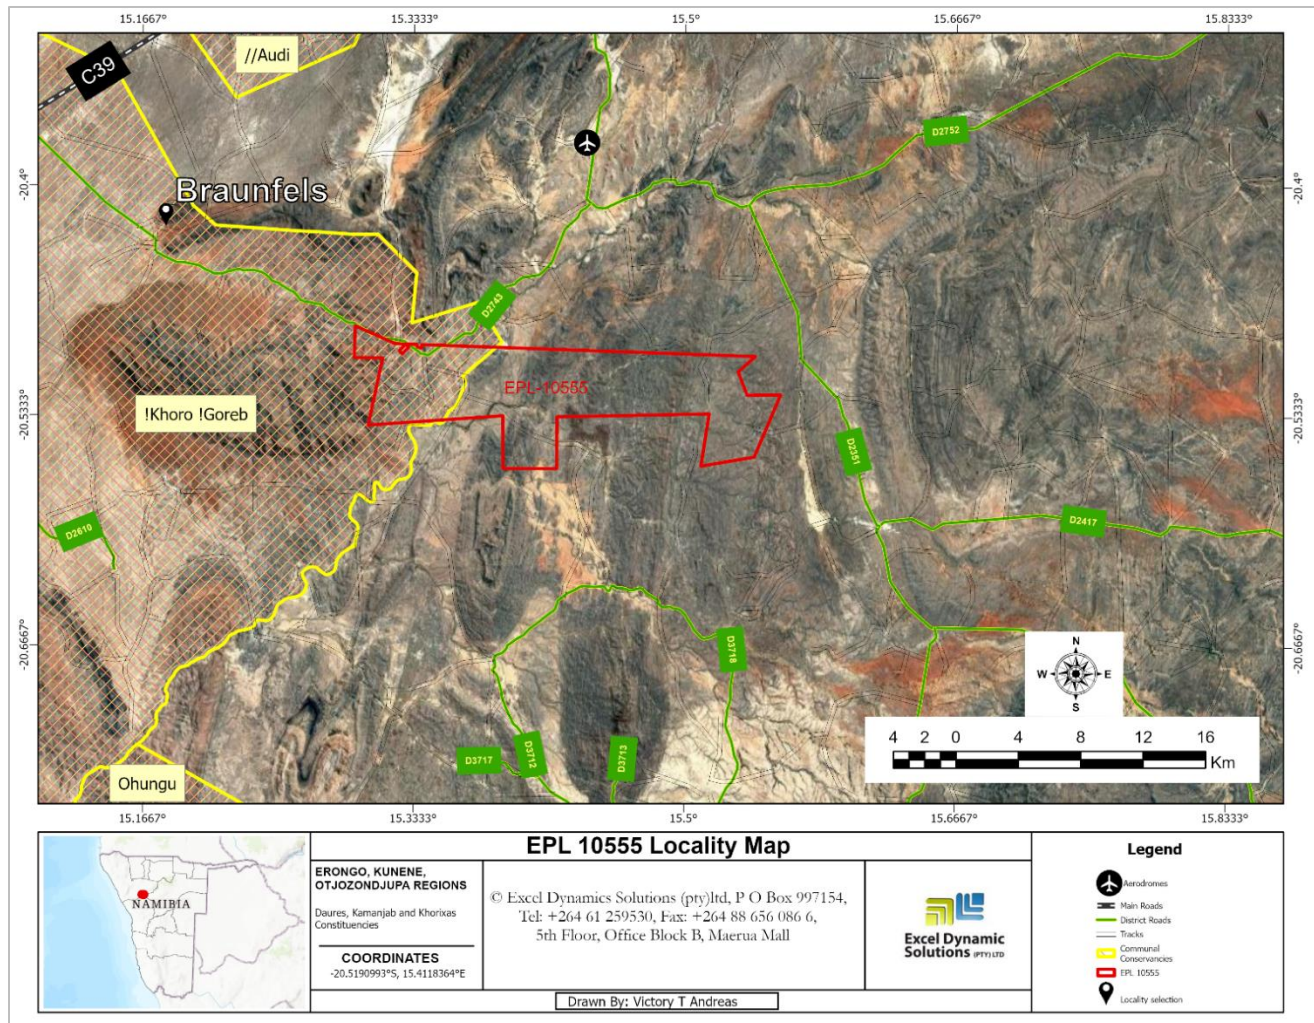 15.1667°
15.3333°
15.5°
15.6667°
15.8333°
C39
//Audi
D2752
-20.4°
-20.4°
Braunfels
D2743
EPL-10555
!Khoro !Goreb
-20.5333°
-20.5333°
D2351
D2610
D2417
-20.6667°
-20.6667°
D3718
N
W
E
S
4 2 0 4 8 12 16
Km
D3717
D3712
D3713
Ohungu
15.1667°
15.3333°
15.5°
15.6667°
15.8333°
EPL 10555 Locality Map
NAMIBIA
ERONGO, KUNENE,
OTJOZONDJUPA REGIONS
Daures, Kamanjab and Khorixas
Constituencies
COORDINATES
-20.5190993°S, 15.4118364°E
© Excel Dynamics Solutions (pty)ltd, P O Box 997154,
Tel: +264 61 259530, Fax: +264 88 656 086 6,
5th Floor, Office Block B, Maerua Mall
Drawn By: Victory T Andreas
Excel Dynamic
Solutions (PTY) LTD
Legend
Aerodromes
Main Roads
District Roads
Tracks
Communal
Conservancies
EPL 10555
Locality selection